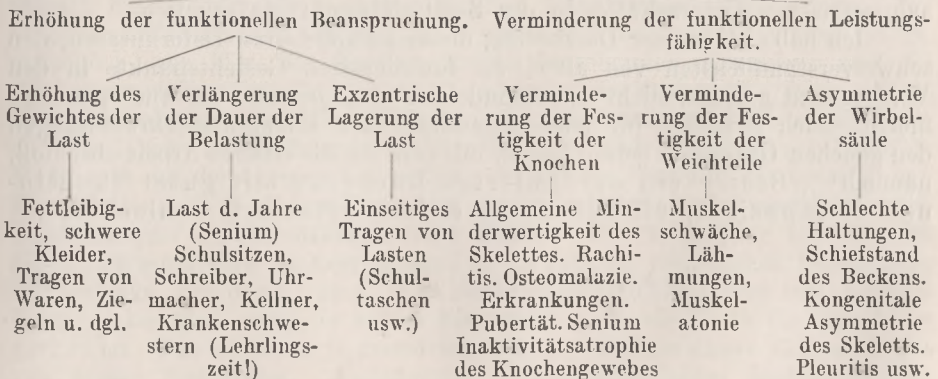 Erhöhung der funktionellen Beanspruchung.
Verminderung der funktionellen Leistungs-
fähigkeit.
Erhöhung des
Gewichtes der
Last
Verlängerung
der Dauer der
Belastung
Exzentrische
Lagerung der
Last
Verminde-
rung der Fes-
tigkeit der
Knochen
Verminde-
rung der Fes-
tigkeit der
Weichteile
Asymmetrie
der Wirbel-
säule
Fettleibig-
keit, schwere
Kleider,
Tragen von
Waren, Zie-
geln u. dgl.
Last d. Jahre
(Senium)
Schulsitzen,
Schreiber, Uhr-
macher, Kellner,
Krankenschwe-
stern (Lehrlings-
zeit!)
Einseitiges
Tragen von
Lasten
(Schul-
taschen
usw.)
Allgemeine Min-
derwertigkeit des
Skelettes. Rachi-
tis. Osteomalazie.
Erkrankungen.
Pubertät. Senium
Inaktivitätsatrophie
des Knochengewebes
Muskel-
schwäche,
Läh-
mungen,
Muskel-
atonie
Schlechte
Haltungen,
Schiefstand
des Beckens.
Kongenitale
Asymmetrie
des Skeletts.
Pleuritis usw.